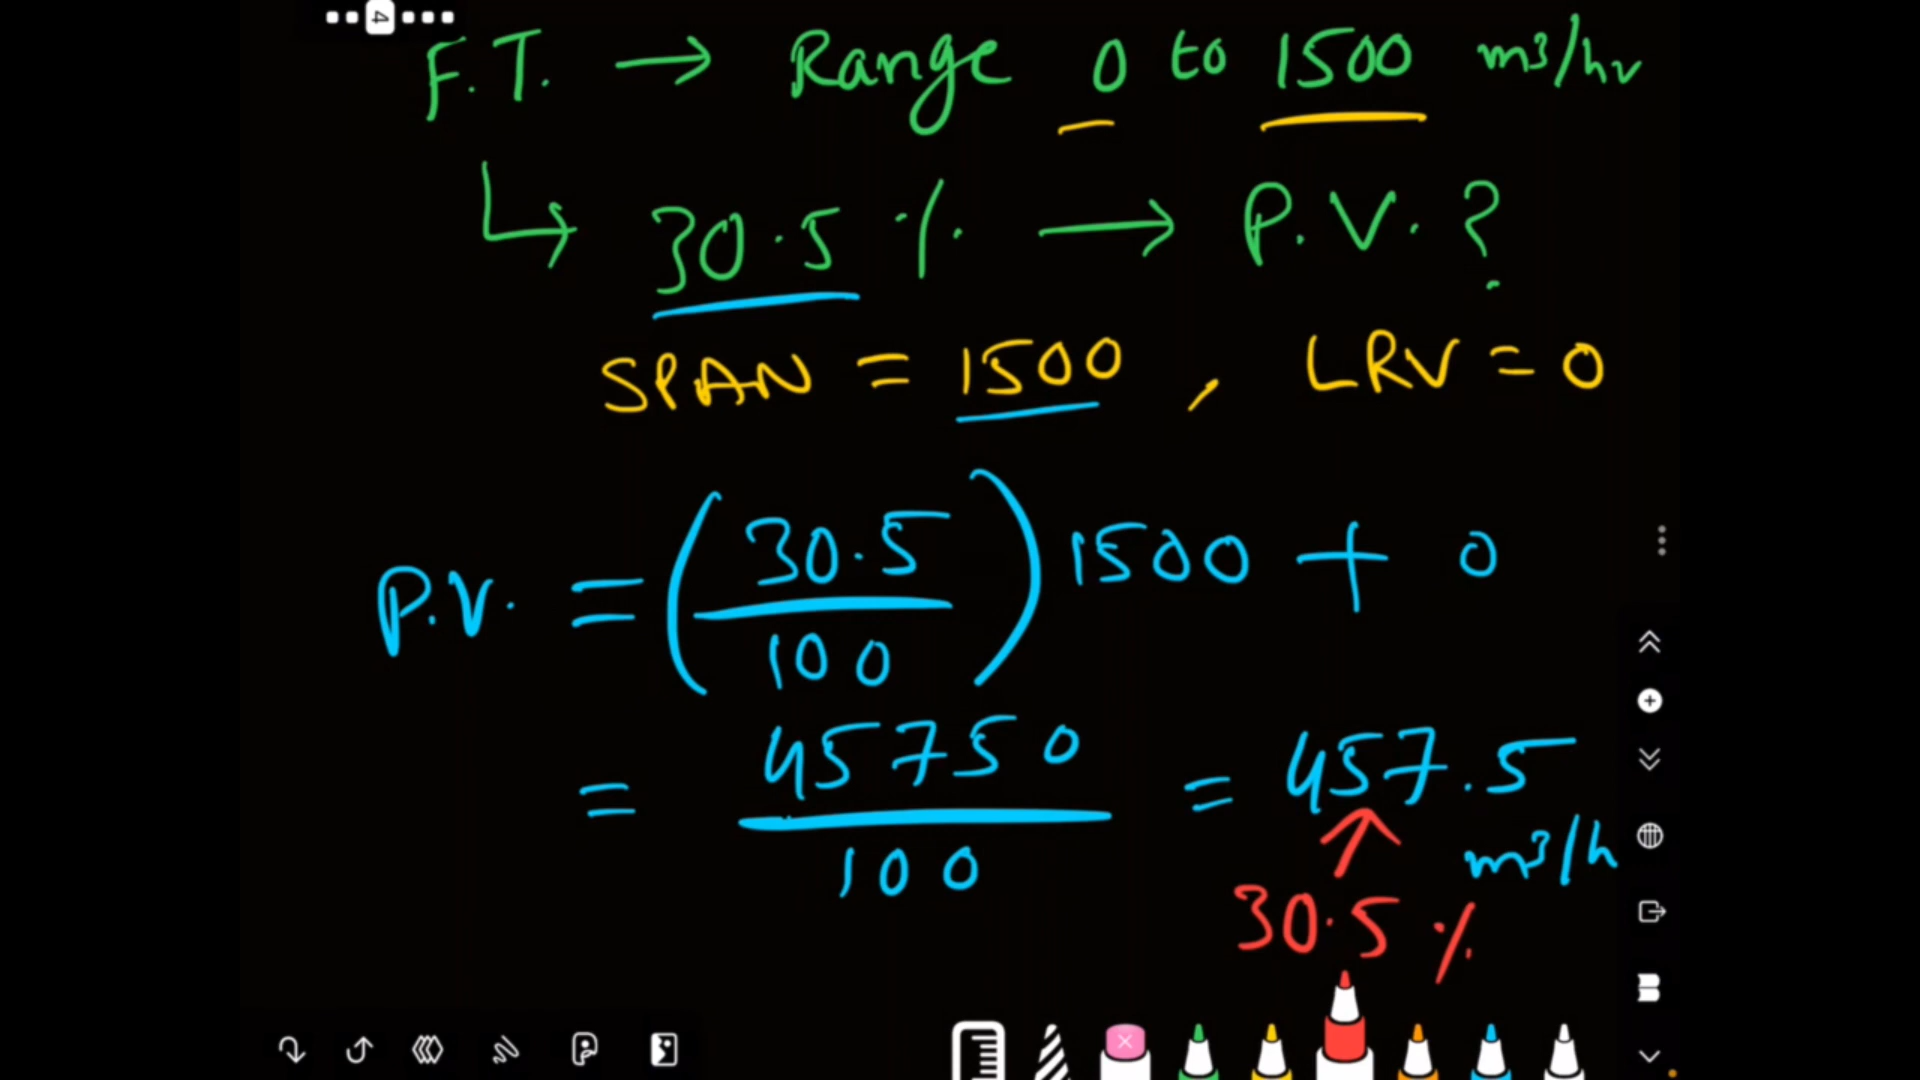 4
F.T. → Range 0 to 1500 m³/hr
↳ 30.5 % → P.V. ?
SPAN = 1500 , LRV = 0
P.V. = (30.5/100) 1500 + 0
= 45750/100 = 457.5 m³/h
30.5 %